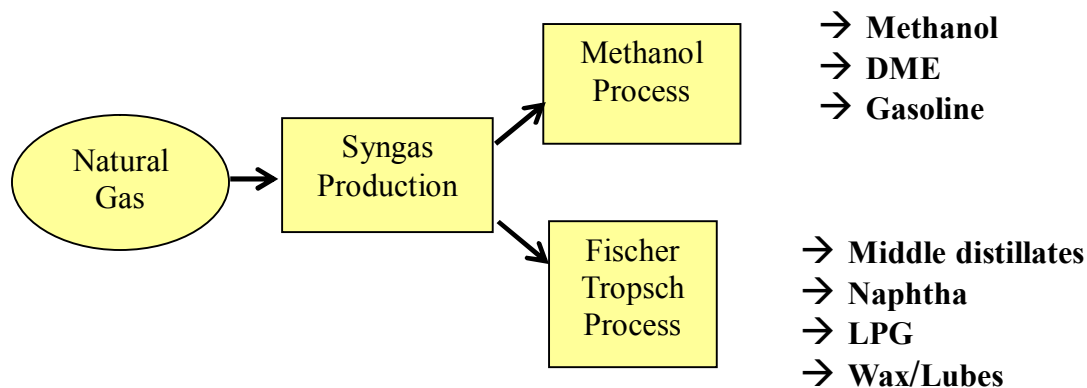 Natural
Gas
Syngas
Production
Methanol
Process
→ Methanol
→ DME
→ Gasoline
Fischer
Tropsch
Process
→ Middle distillates
→ Naphtha
→ LPG
→ Wax/Lubes